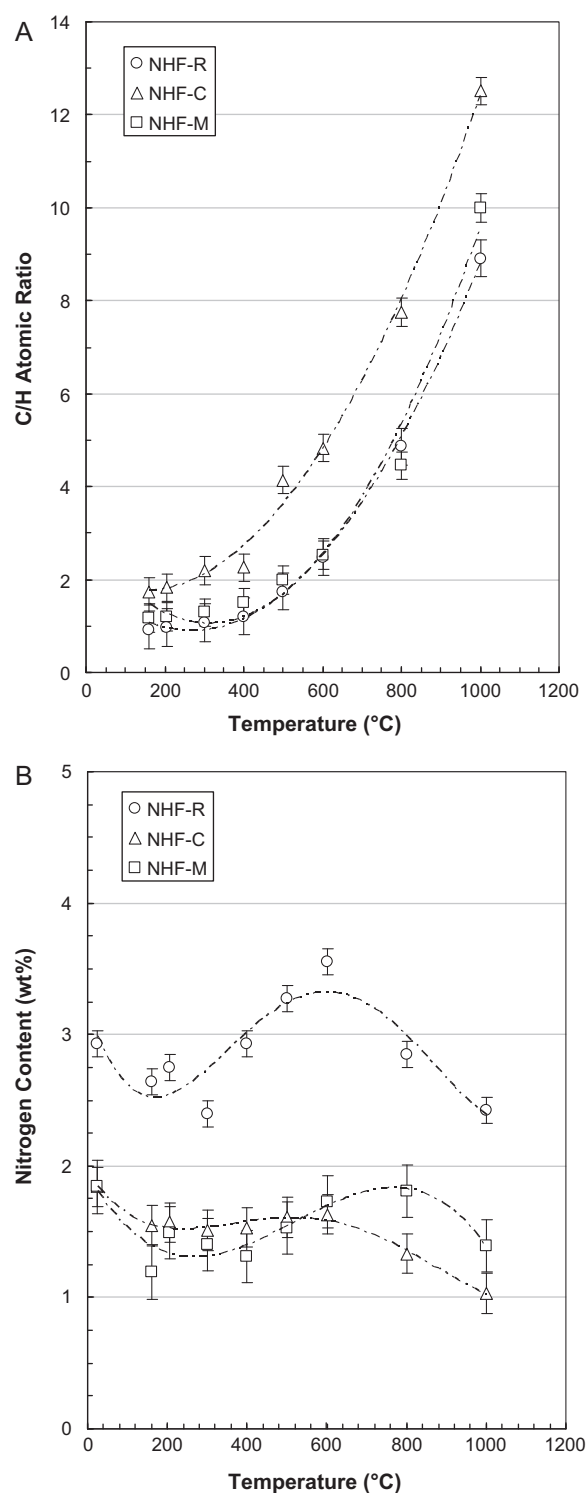 A
14
12
10
8
6
4
2
0
NHF-R
NHF-C
NHF-M
C/H Atomic Ratio
0 200 400 600 800 1000 1200
Temperature (°C)
B
5
4
3
2
1
0
NHF-R
NHF-C
NHF-M
Nitrogen Content (wt%)
0 200 400 600 800 1000 1200
Temperature (°C)